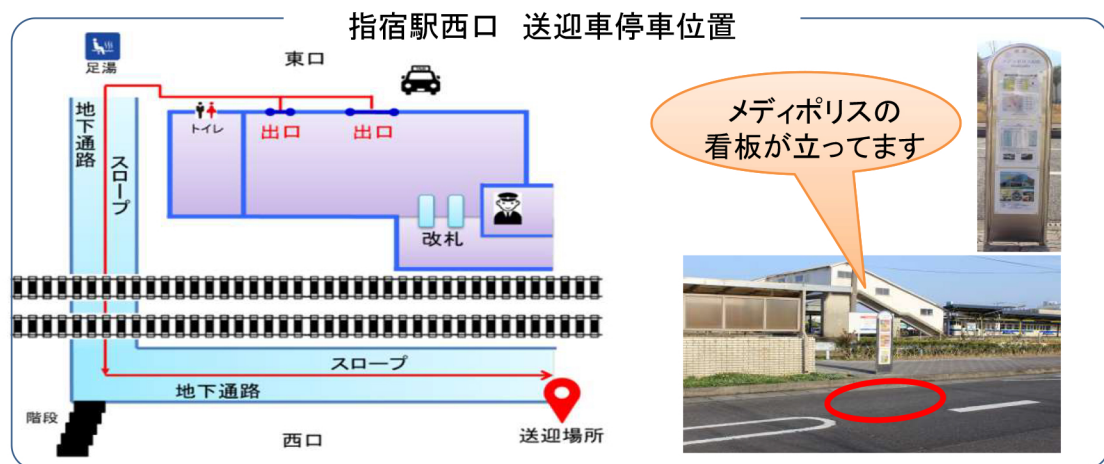 指宿駅西口 送迎車停車位置
足湯
東口
地下通路
スロープ
トイレ
出口
出口
改札
スロープ
地下通路
階段
西口
送迎場所
メディポリスの
看板が立ってます